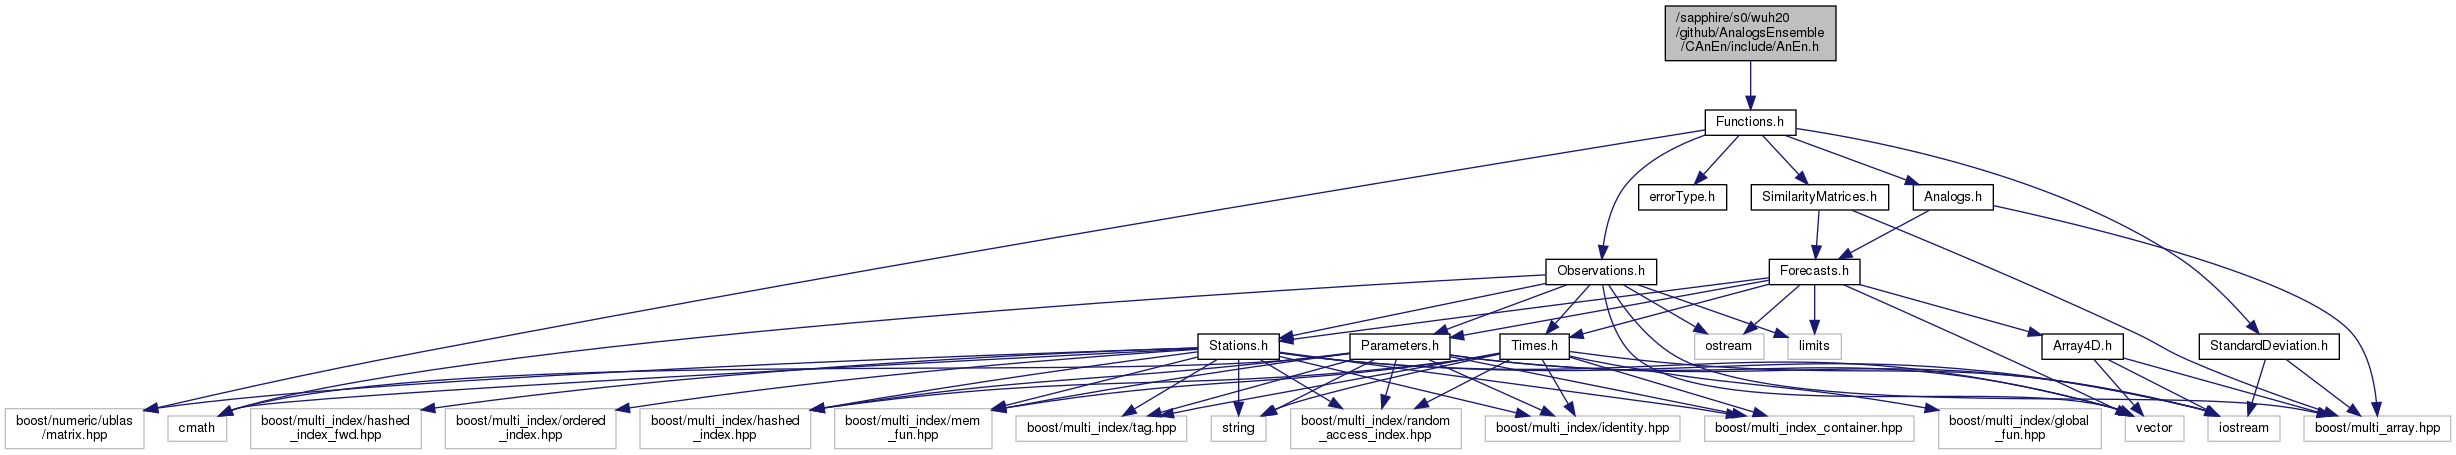 /sapphire/s0/wuh20
/github/AnalogsEnsemble
/CAnEn/include/AnEn.h
Functions.h
errorType.h
SimilarityMatrices.h
Analogs.h
Observations.h
Forecasts.h
Stations.h
Parameters.h
Times.h
ostream
limits
Array4D.h
StandardDeviation.h
boost/numeric/ublas
/matrix.hpp
cmath
boost/multi_index/hashed
_index_fwd.hpp
boost/multi_index/ordered
_index.hpp
boost/multi_index/hashed
_index.hpp
boost/multi_index/mem
_fun.hpp
boost/multi_index/tag.hpp
string
boost/multi_index/random
_access_index.hpp
boost/multi_index/identity.hpp
boost/multi_index_container.hpp
boost/multi_index/global
_fun.hpp
vector
iostream
boost/multi_array.hpp